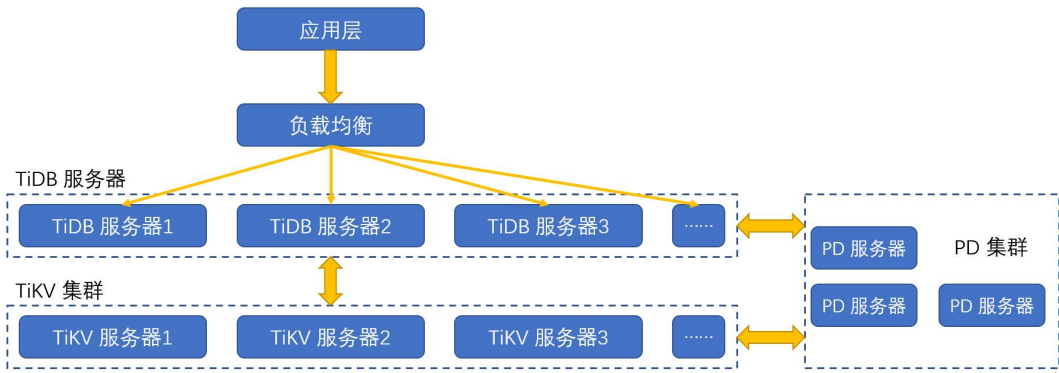 应用层
负载均衡
TiDB 服务器
TiDB 服务器1
TiDB 服务器2
TiDB 服务器3
……
TiKV 集群
TiKV 服务器1
TiKV 服务器2
TiKV 服务器3
……
PD 服务器
PD 集群
PD 服务器
PD 服务器